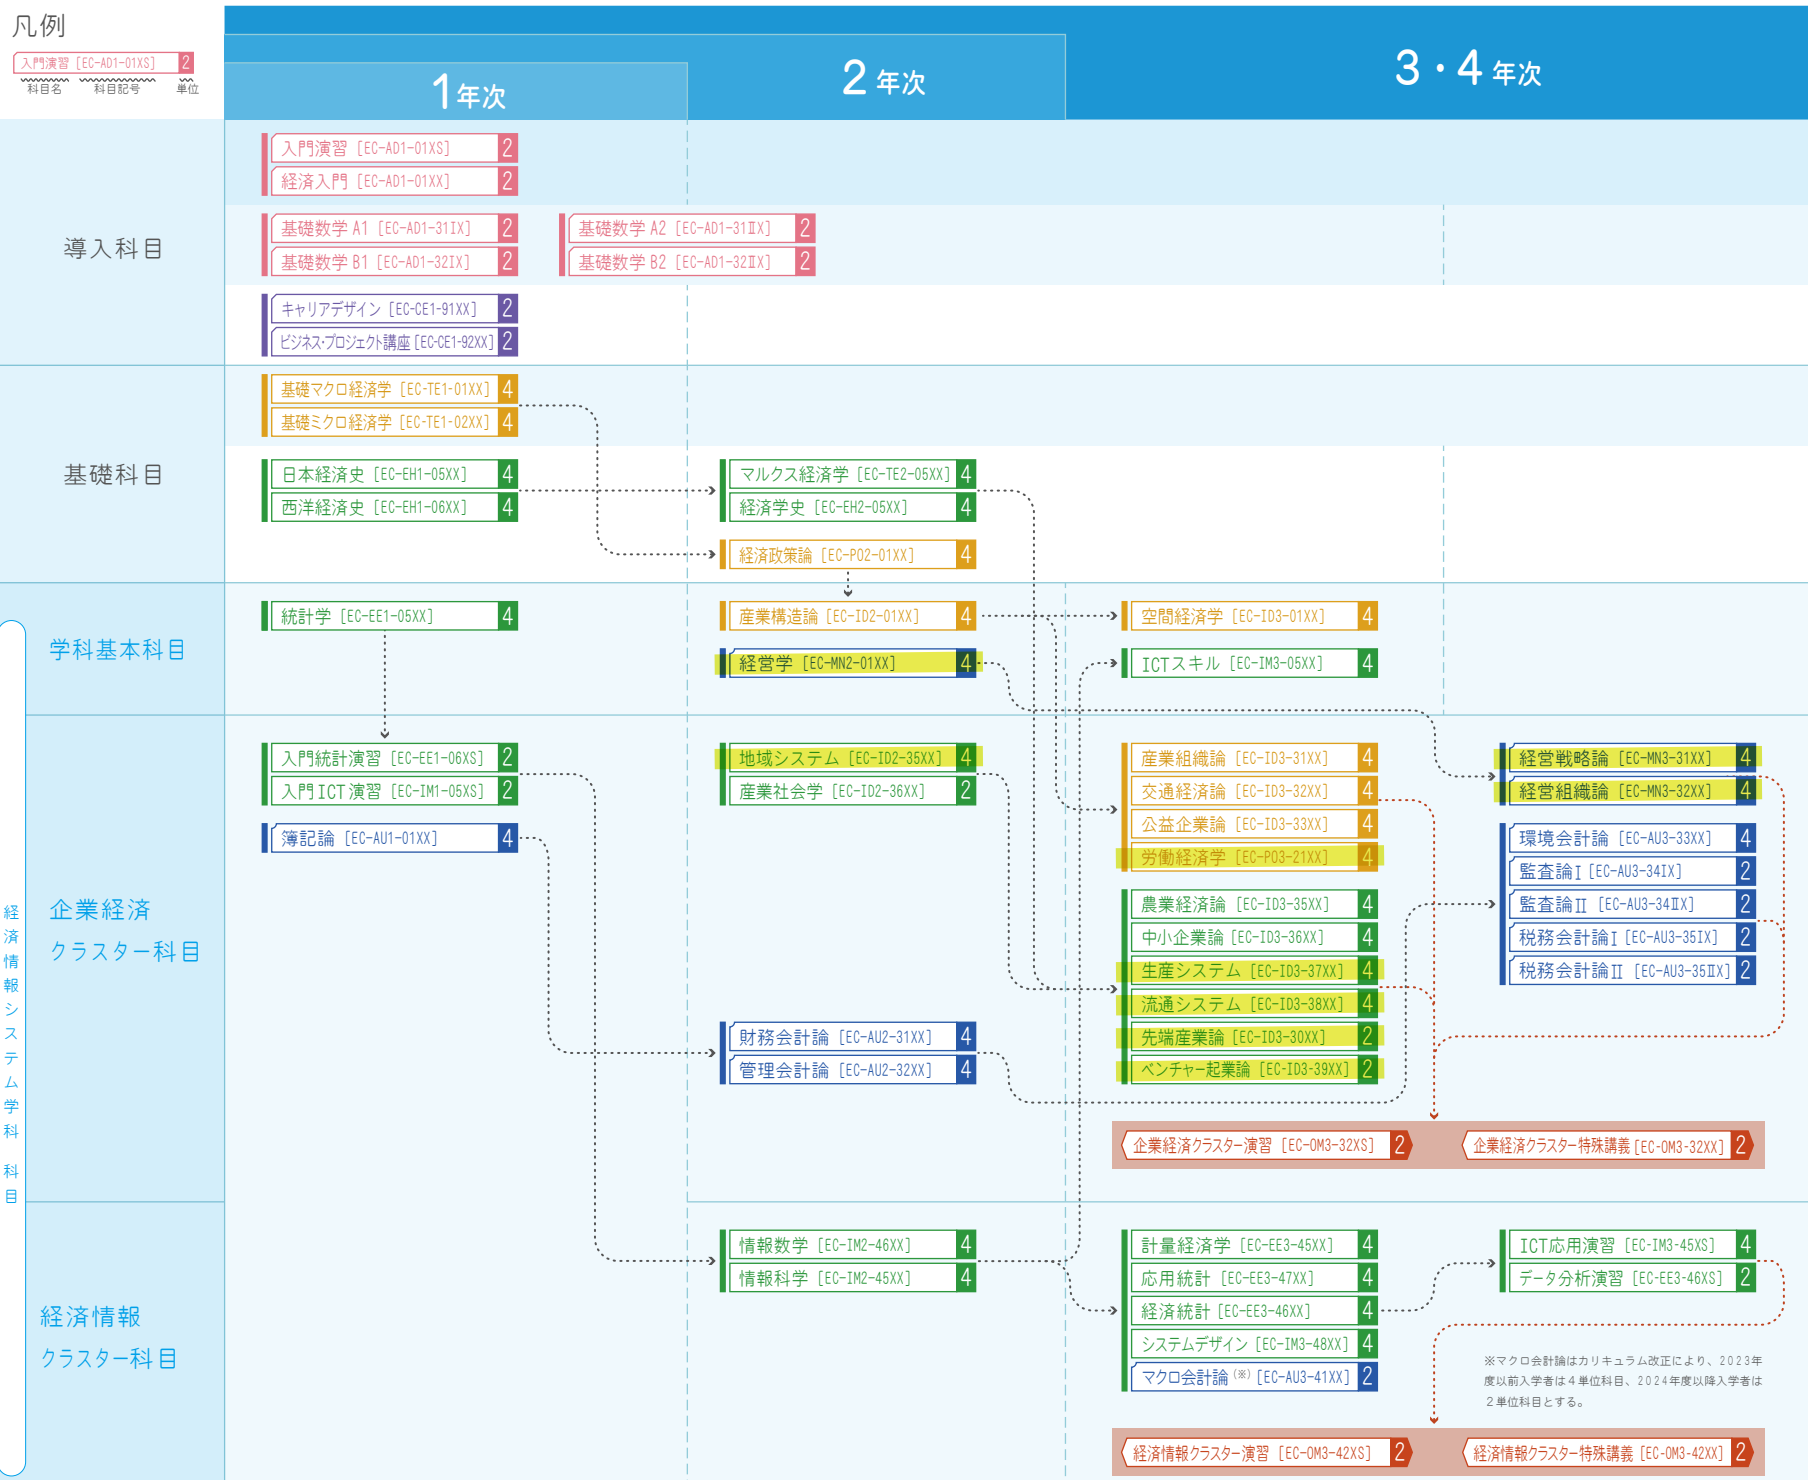 凡例
入門演習 [EC-AD1-01XS] 2
科目名 科目記号 単位
1年次
2年次
3・4年次
導入科目
入門演習 [EC-AD1-01XS] 2
経済入門 [EC-AD1-01XX] 2
基礎数学 A1 [EC-AD1-31IX] 2
基礎数学 B1 [EC-AD1-32IX] 2
基礎数学 A2 [EC-AD1-31ⅡX] 2
基礎数学 B2 [EC-AD1-32ⅡX] 2
キャリアデザイン [EC-CE1-91XX] 2
ビジネス・プロジェクト講座 [EC-CE1-92XX] 2
基礎科目
基礎マクロ経済学 [EC-TE1-01XX] 4
基礎ミクロ経済学 [EC-TE1-02XX] 4
日本経済史 [EC-EH1-05XX] 4
西洋経済史 [EC-EH1-06XX] 4
マルクス経済学 [EC-TE2-05XX] 4
経済学史 [EC-EH2-05XX] 4
経済政策論 [EC-PO2-01XX] 4
経済情報システム学科 科目
学科基本科目
統計学 [EC-EE1-05XX] 4
産業構造論 [EC-ID2-01XX] 4
経営学 [EC-MN2-01XX] 4
空間経済学 [EC-ID3-01XX] 4
ICTスキル [EC-IM3-05XX] 4
企業経済
クラスター科目
入門統計演習 [EC-EE1-06XS] 2
入門ICT演習 [EC-IM1-05XS] 2
簿記論 [EC-AU1-01XX] 4
地域システム [EC-ID2-35XX] 4
産業社会学 [EC-ID2-36XX] 2
財務会計論 [EC-AU2-31XX] 4
管理会計論 [EC-AU2-32XX] 4
産業組織論 [EC-ID3-31XX] 4
交通経済論 [EC-ID3-32XX] 4
公益企業論 [EC-ID3-33XX] 4
労働経済学 [EC-PO3-21XX] 4
農業経済論 [EC-ID3-35XX] 4
中小企業論 [EC-ID3-36XX] 4
生産システム [EC-ID3-37XX] 4
流通システム [EC-ID3-38XX] 4
先端産業論 [EC-ID3-30XX] 2
ベンチャー起業論 [EC-ID3-39XX] 2
経営戦略論 [EC-MN3-31XX] 4
経営組織論 [EC-MN3-32XX] 4
環境会計論 [EC-AU3-33XX] 4
監査論Ⅰ [EC-AU3-34IX] 2
監査論Ⅱ [EC-AU3-34ⅡX] 2
税務会計論Ⅰ [EC-AU3-35IX] 2
税務会計論Ⅱ [EC-AU3-35ⅡX] 2
企業経済クラスター演習 [EC-OM3-32XS] 2
企業経済クラスター特殊講義 [EC-OM3-32XX] 2
経済情報
クラスター科目
情報数学 [EC-IM2-46XX] 4
情報科学 [EC-IM2-45XX] 4
計量経済学 [EC-EE3-45XX] 4
応用統計 [EC-EE3-47XX] 4
経済統計 [EC-EE3-46XX] 4
システムデザイン [EC-IM3-48XX] 4
マクロ会計論(※) [EC-AU3-41XX] 2
ICT応用演習 [EC-IM3-45XS] 4
データ分析演習 [EC-EE3-46XS] 2
※マクロ会計論はカリキュラム改正により、2023年
度以前入学者は4単位科目、2024年度以降入学者は
2単位科目とする。
経済情報クラスター演習 [EC-OM3-42XS] 2
経済情報クラスター特殊講義 [EC-OM3-42XX] 2